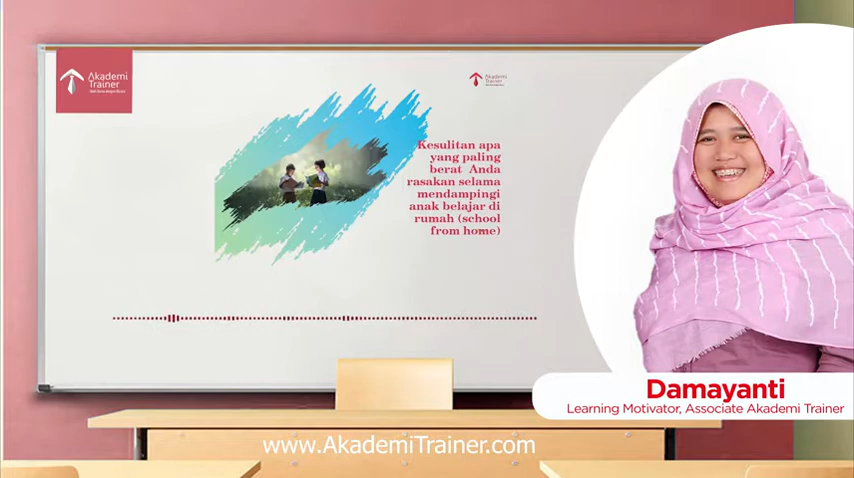 Akademi
Trainer
Akademi
Trainer
Kesulitan apa
yang paling
berat Anda
rasakan selama
mendampingi
anak belajar di
rumah (school
from home)
Damayanti
Learning Motivator, Associate Akademi Trainer
www.AkademiTrainer.com